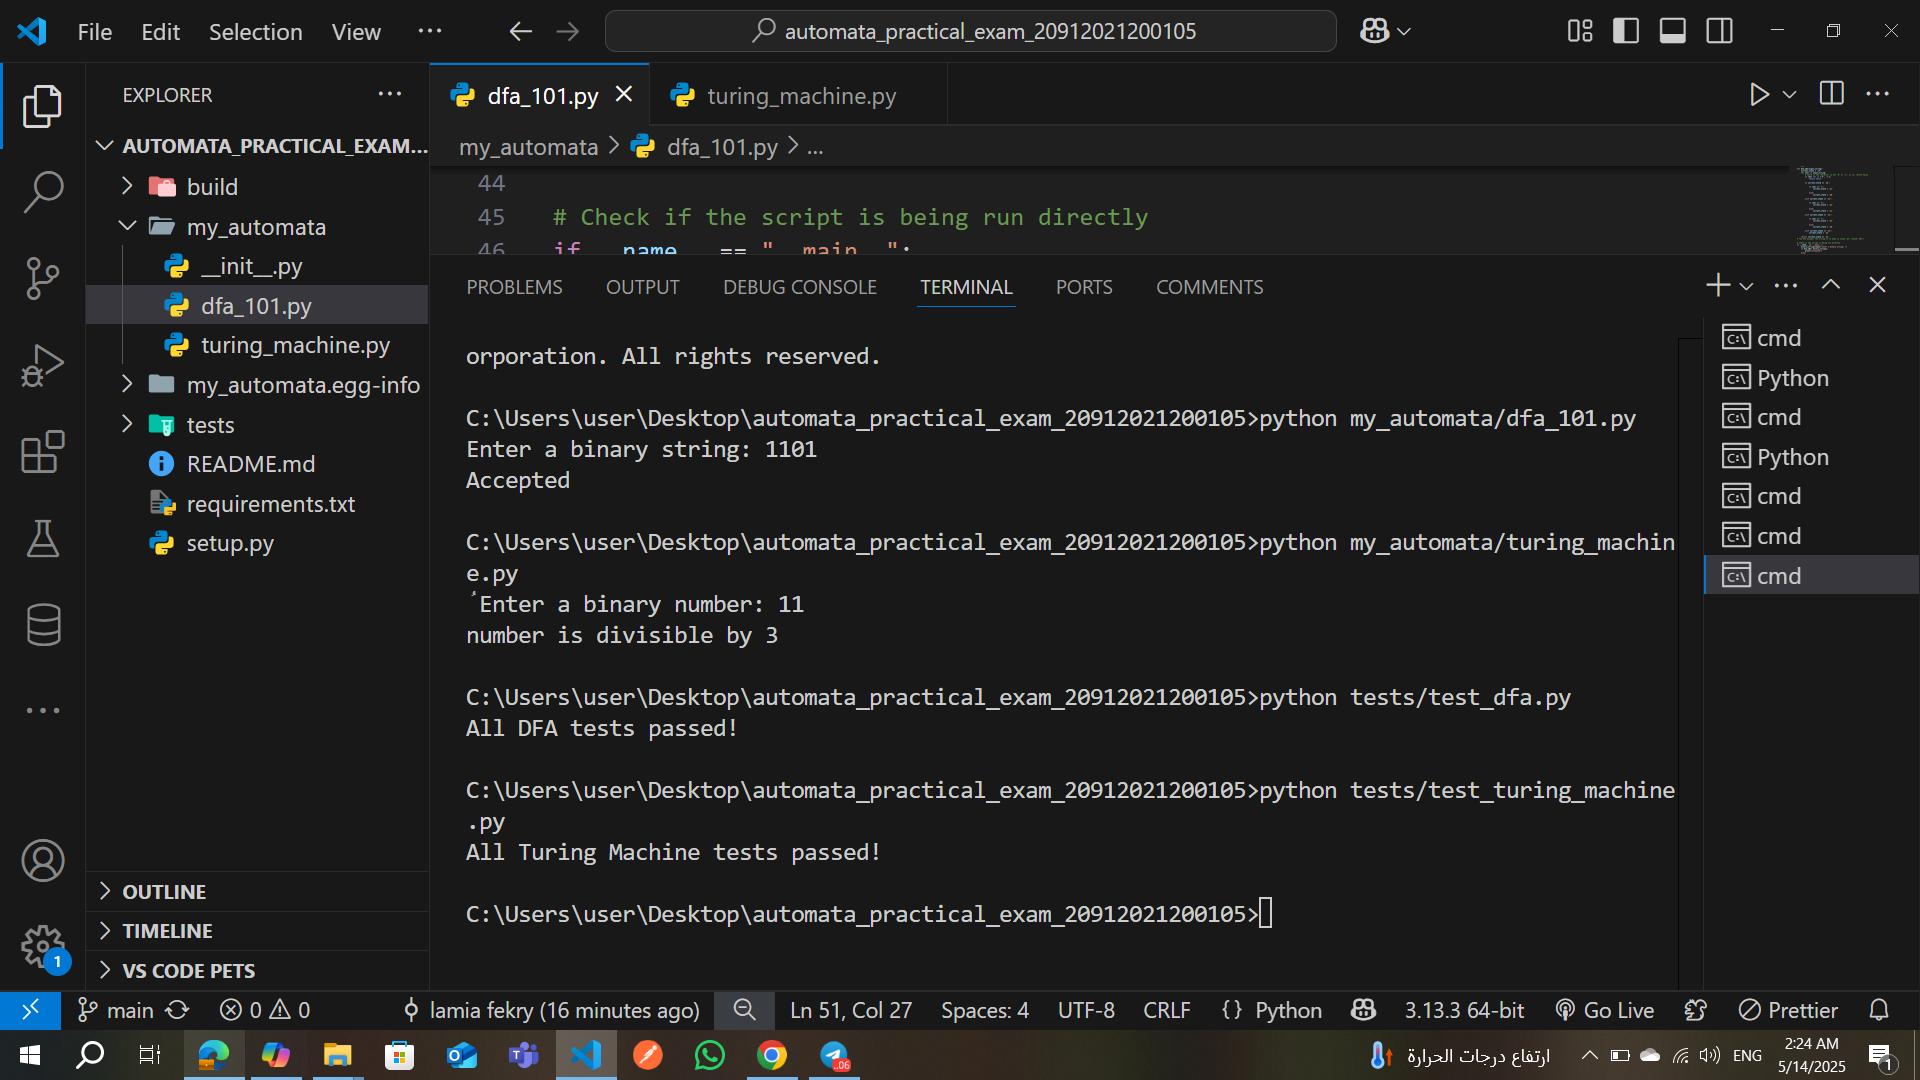 File Edit Selection View ···
automata_practical_exam_20912021200105
EXPLORER
AUTOMATA_PRACTICAL_EXAM...
build
my_automata
__init__.py
dfa_101.py
turing_machine.py
my_automata.egg-info
tests
README.md
requirements.txt
setup.py
OUTLINE
TIMELINE
VS CODE PETS
1
dfa_101.py
turing_machine.py
my_automata > dfa_101.py > ...
44
45 # Check if the script is being run directly
46 if __name__ == "__main__":
PROBLEMS OUTPUT DEBUG CONSOLE TERMINAL PORTS COMMENTS
orporation. All rights reserved.
C:\Users\user\Desktop\automata_practical_exam_20912021200105>python my_automata/dfa_101.py
Enter a binary string: 1101
Accepted
C:\Users\user\Desktop\automata_practical_exam_20912021200105>python my_automata/turing_machin
e.py
Enter a binary number: 11
number is divisible by 3
C:\Users\user\Desktop\automata_practical_exam_20912021200105>python tests/test_dfa.py
All DFA tests passed!
C:\Users\user\Desktop\automata_practical_exam_20912021200105>python tests/test_turing_machine
.py
All Turing Machine tests passed!
C:\Users\user\Desktop\automata_practical_exam_20912021200105>
cmd
Python
cmd
Python
cmd
cmd
cmd
main 0 0 lamia fekry (16 minutes ago) Ln 51, Col 27 Spaces: 4 UTF-8 CRLF {} Python 3.13.3 64-bit Go Live Prettier
..06
ارتفاع درجات الحرارة
ENG
2:24 AM
5/14/2025
1